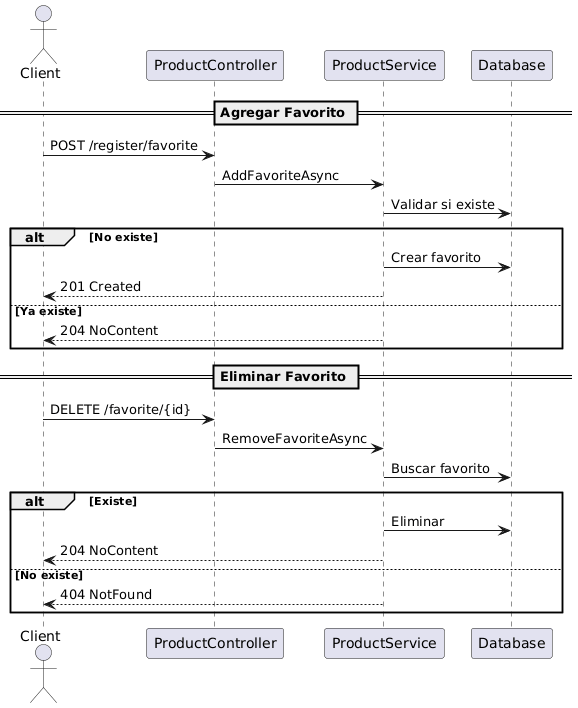 Client
ProductController
ProductService
Database
Agregar Favorito
POST /register/favorite
AddFavoriteAsync
Validar si existe
alt [No existe]
Crear favorito
201 Created
[Ya existe]
204 NoContent
Eliminar Favorito
DELETE /favorite/{id}
RemoveFavoriteAsync
Buscar favorito
alt [Existe]
Eliminar
204 NoContent
[No existe]
404 NotFound
Client
ProductController
ProductService
Database